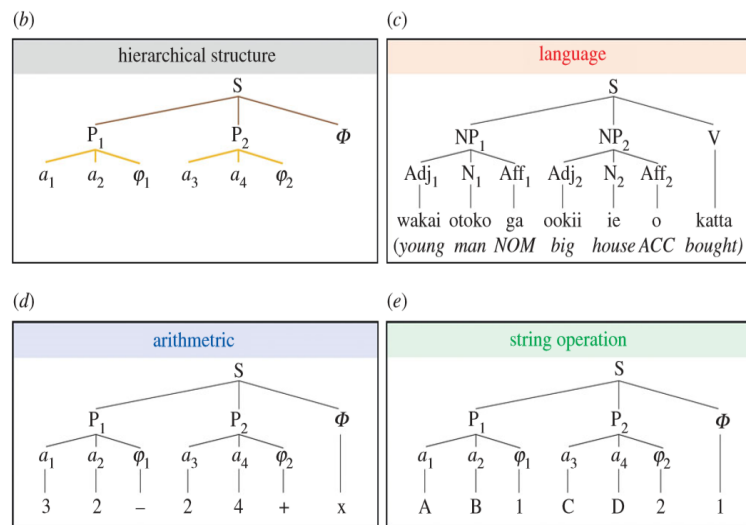 (b)
hierarchical structure
S
P₁ P₂ Φ
a₁ a₂ φ₁ a₃ a₄ φ₂
(c)
language
S
NP₁ NP₂ V
Adj₁ N₁ Aff₁ Adj₂ N₂ Aff₂
wakai otoko ga ookii ie o katta
(young man NOM big house ACC bought)
(d)
arithmetric
S
P₁ P₂ Φ
a₁ a₂ φ₁ a₃ a₄ φ₂
3 2 – 2 4 + x
(e)
string operation
S
P₁ P₂ Φ
a₁ a₂ φ₁ a₃ a₄ φ₂
A B 1 C D 2 1